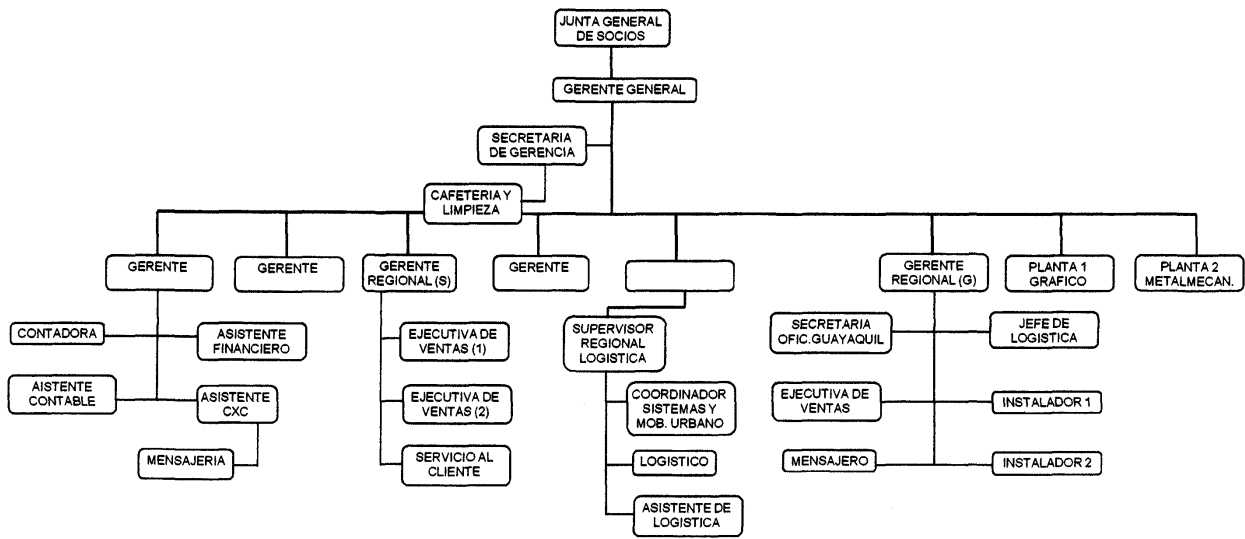 JUNTA GENERAL
DE SOCIOS
GERENTE GENERAL
SECRETARIA
DE GERENCIA
CAFETERIA Y
LIMPIEZA
GERENTE
GERENTE
GERENTE
REGIONAL (S)
GERENTE
GERENTE
REGIONAL (G)
PLANTA 1
GRAFICO
PLANTA 2
METALMECAN.
CONTADORA
ASISTENTE
FINANCIERO
AISTENTE
CONTABLE
ASISTENTE
CXC
MENSAJERIA
EJECUTIVA DE
VENTAS (1)
EJECUTIVA DE
VENTAS (2)
SERVICIO AL
CLIENTE
SUPERVISOR
REGIONAL
LOGISTICA
COORDINADOR
SISTEMAS Y
MOB. URBANO
LOGISTICO
ASISTENTE DE
LOGISTICA
SECRETARIA
OFIC.GUAYAQUIL
JEFE DE
LOGISTICA
EJECUTIVA DE
VENTAS
INSTALADOR 1
MENSAJERO
INSTALADOR 2